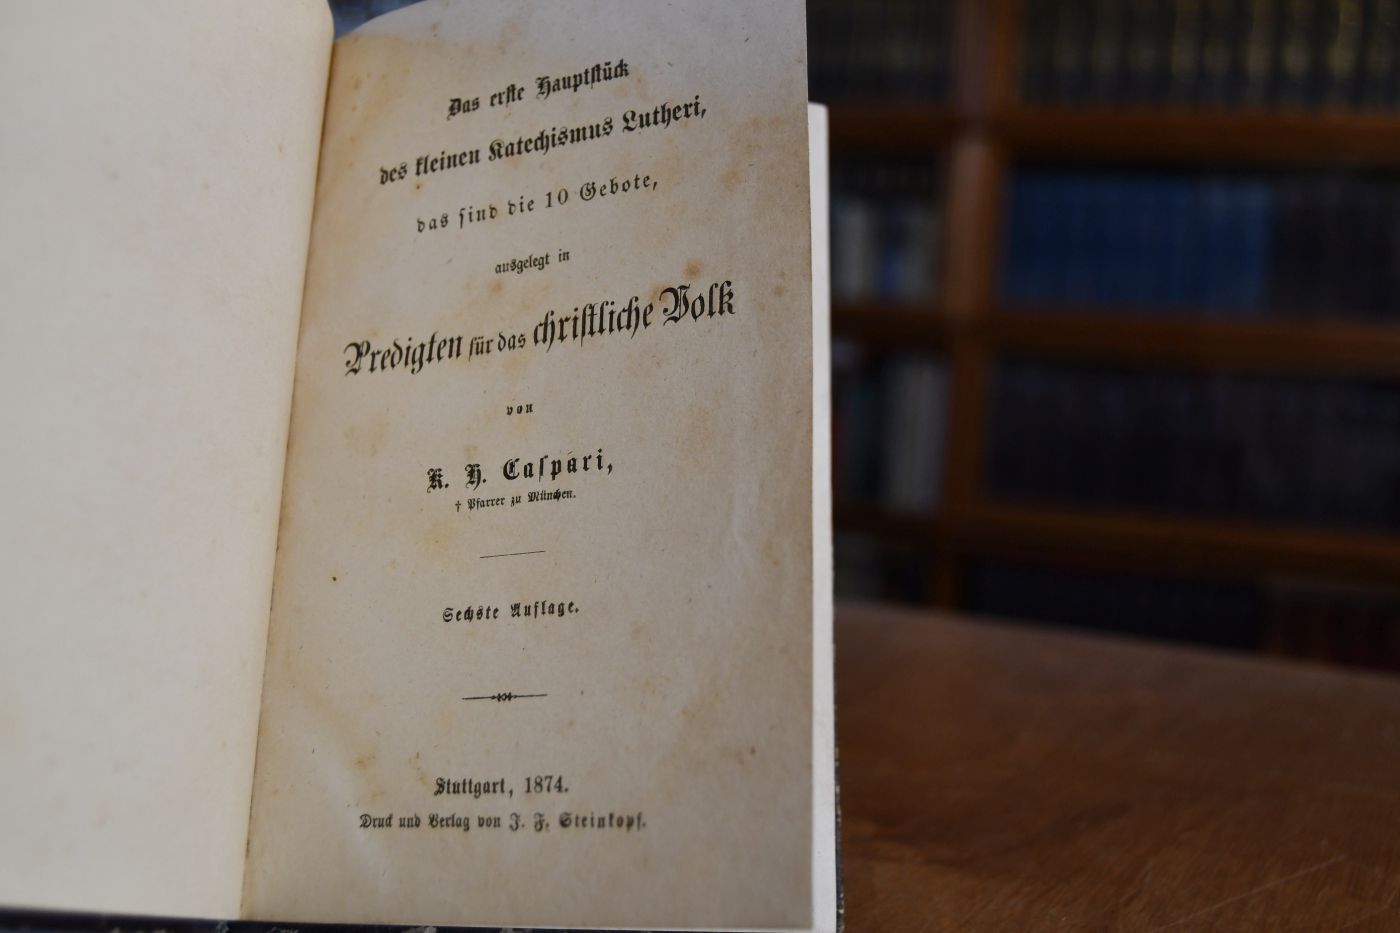 Das erſte Hauptſtück
des kleinen Katechismus Lutheri,
das ſind die 10 Gebote,
ausgelegt in
Predigten für das chriſtliche Volk
von
K. H. Caſpari,
† Pfarrer zu München.
Sechste Auflage.
Stuttgart, 1874.
Druck und Verlag von J. F. Steinkopf.